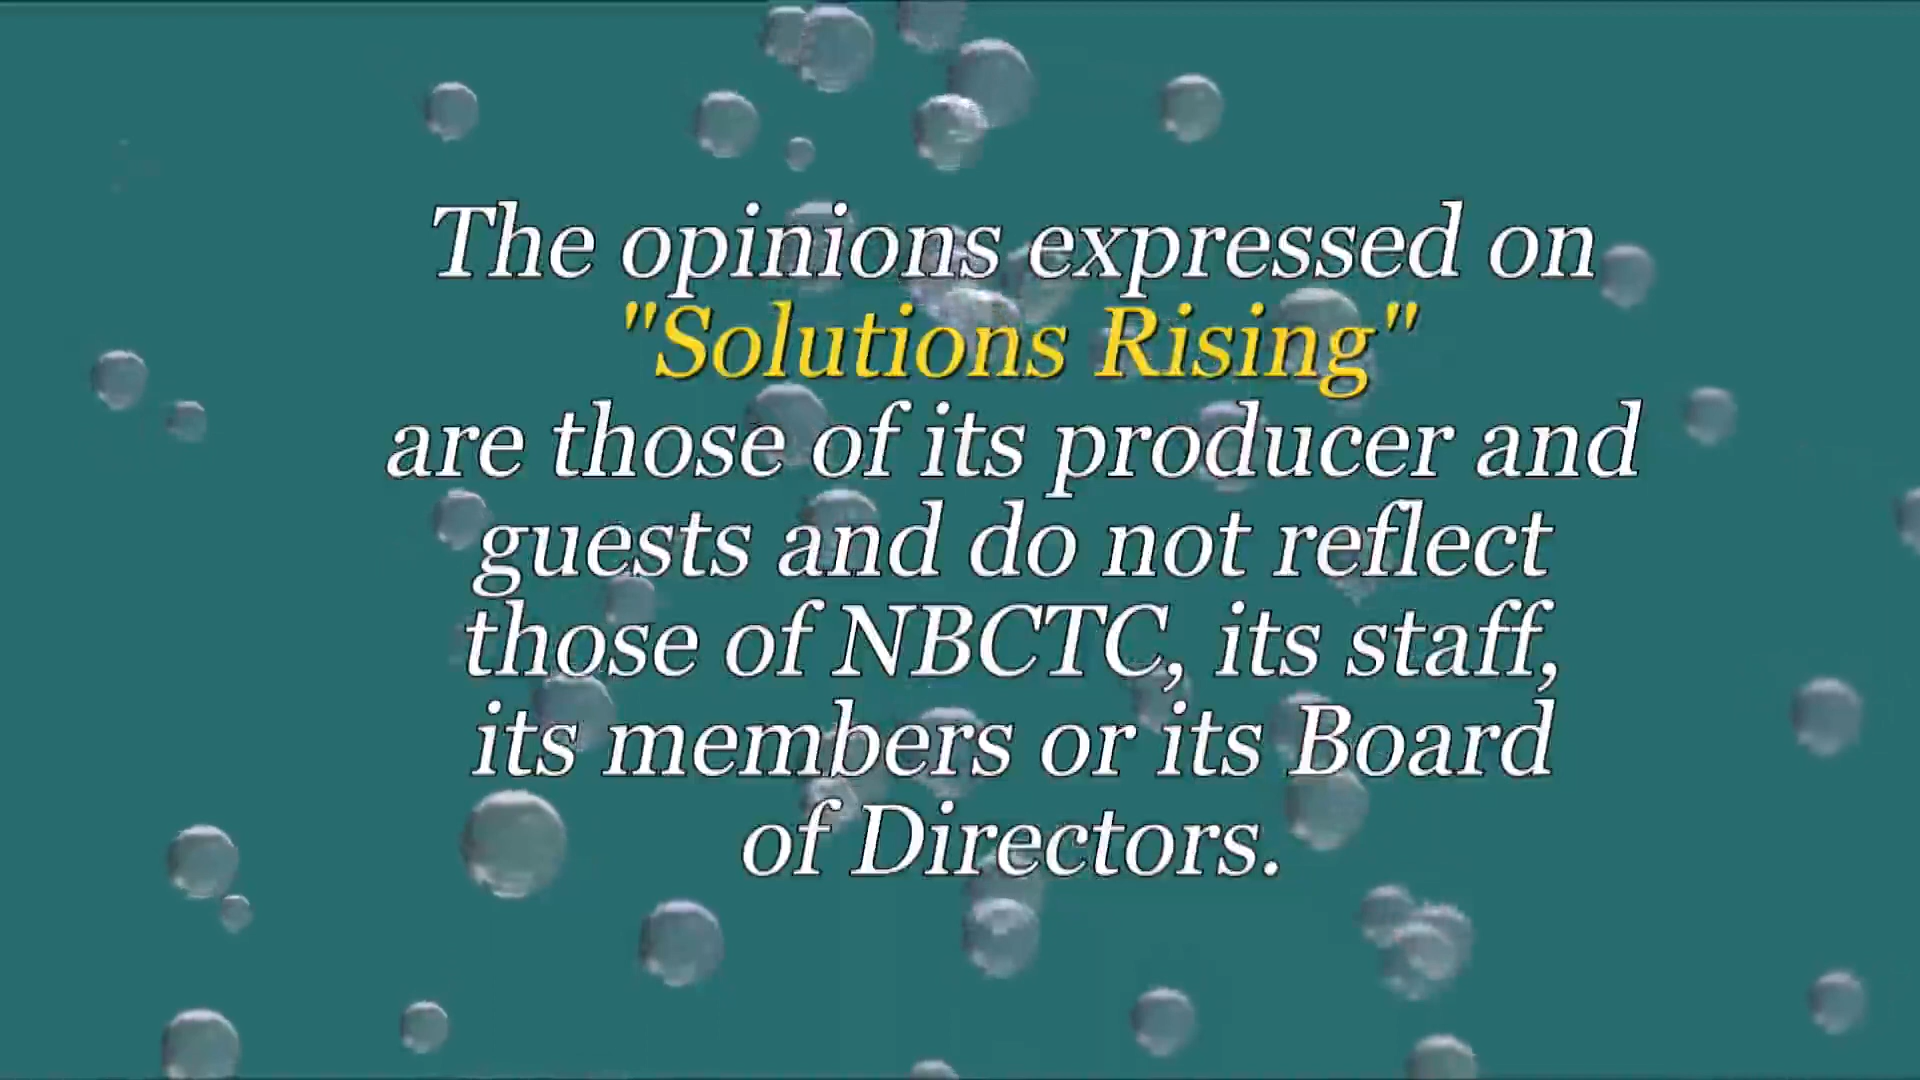 The opinions expressed on
"Solutions Rising"
are those of its producer and
guests and do not reflect
those of NBCTC, its staff,
its members or its Board
of Directors.